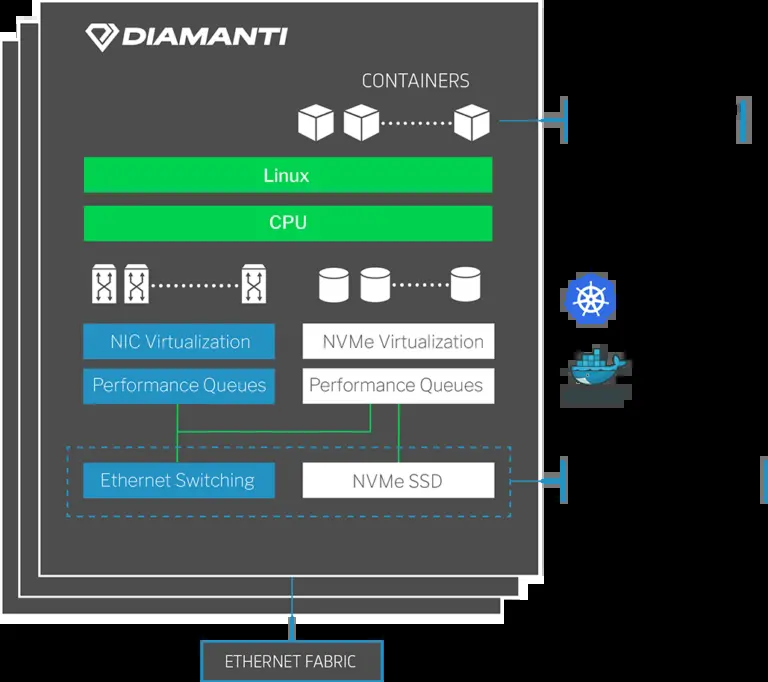 DIAMANTI
CONTAINERS
Linux
CPU
NIC Virtualization
NVMe Virtualization
Performance Queues
Performance Queues
Ethernet Switching
NVMe SSD
ETHERNET FABRIC